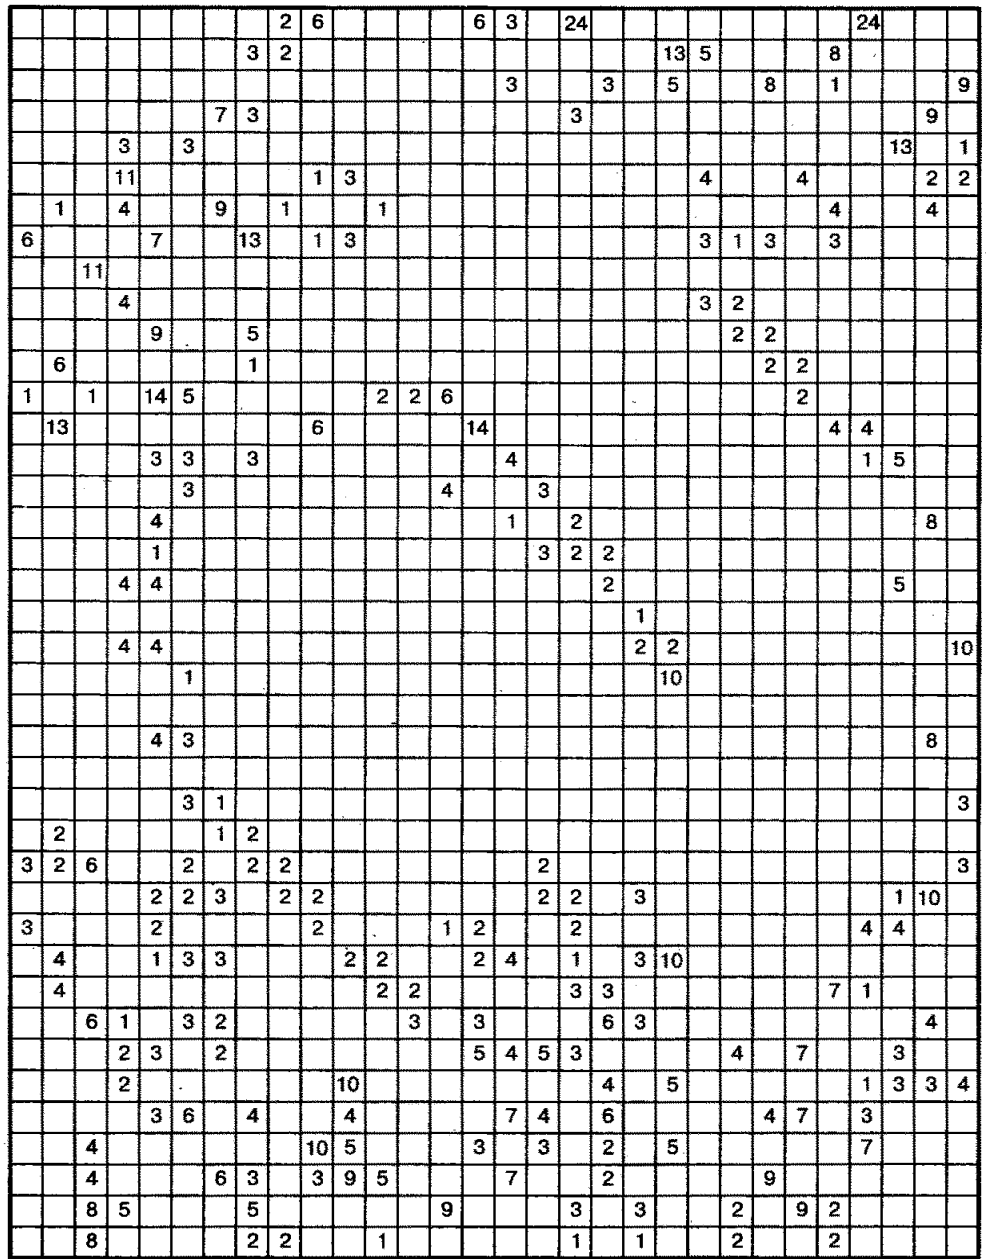 2 6 6 3 24 24
3 2 13 5 8
3 3 5 8 1 9
7 3 3 9
3 3 13 1
11 1 3 4 4 2 2
1 4 9 1 1 4 4
6 7 13 1 3 3 1 3 3
11
4 3 2
9 5 2 2
6 1 2 2
1 1 14 5 2 2 6 2
13 6 14 4 4
3 3 3 4 1 5
3 4 3
4 1 2 8
1 3 2 2
4 4 2 5
1
4 4 2 2 10
1 10
4 3 8
3 1 3
2 1 2
3 2 6 2 2 2 2 3
2 2 3 2 2 2 2 3 1 10
3 2 2 1 2 2 4 4
4 1 3 3 2 2 2 4 1 3 10
4 2 2 3 3 7 1
6 1 3 2 3 3 6 3 4
2 3 2 5 4 5 3 4 7 3
2 10 4 5 1 3 3 4
3 6 4 4 7 4 6 4 7 3
4 10 5 3 3 2 5 7
4 6 3 3 9 5 7 2 9
8 5 5 9 3 3 2 9 2
8 2 2 1 1 1 2 2